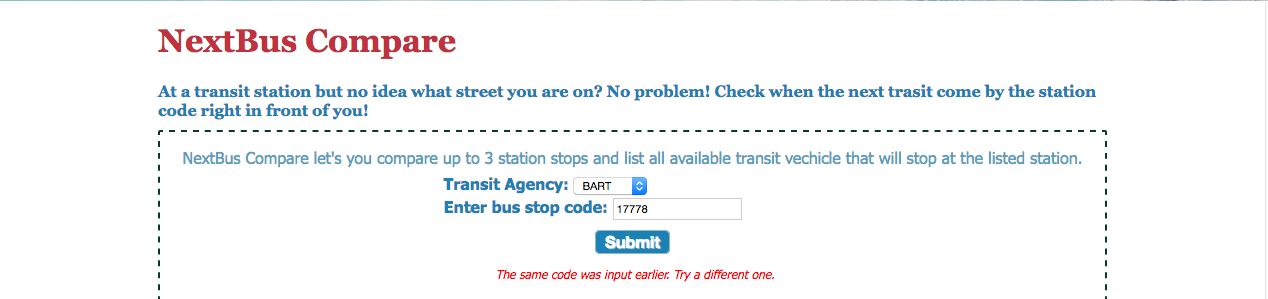 NextBus Compare
At a transit station but no idea what street you are on? No problem! Check when the next trasit come by the station
code right in front of you!
NextBus Compare let's you compare up to 3 station stops and list all available transit vechicle that will stop at the listed station.
Transit Agency: BART
Enter bus stop code: 17778
Submit
The same code was input earlier. Try a different one.